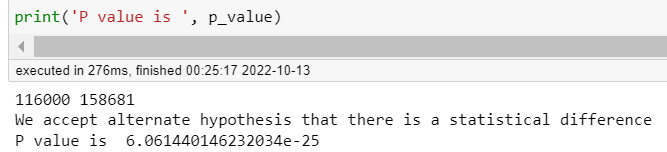 print('P value is ', p_value)
executed in 276ms, finished 00:25:17 2022-10-13
116000 158681
We accept alternate hypothesis that there is a statistical difference
P value is  6.061440146232034e-25